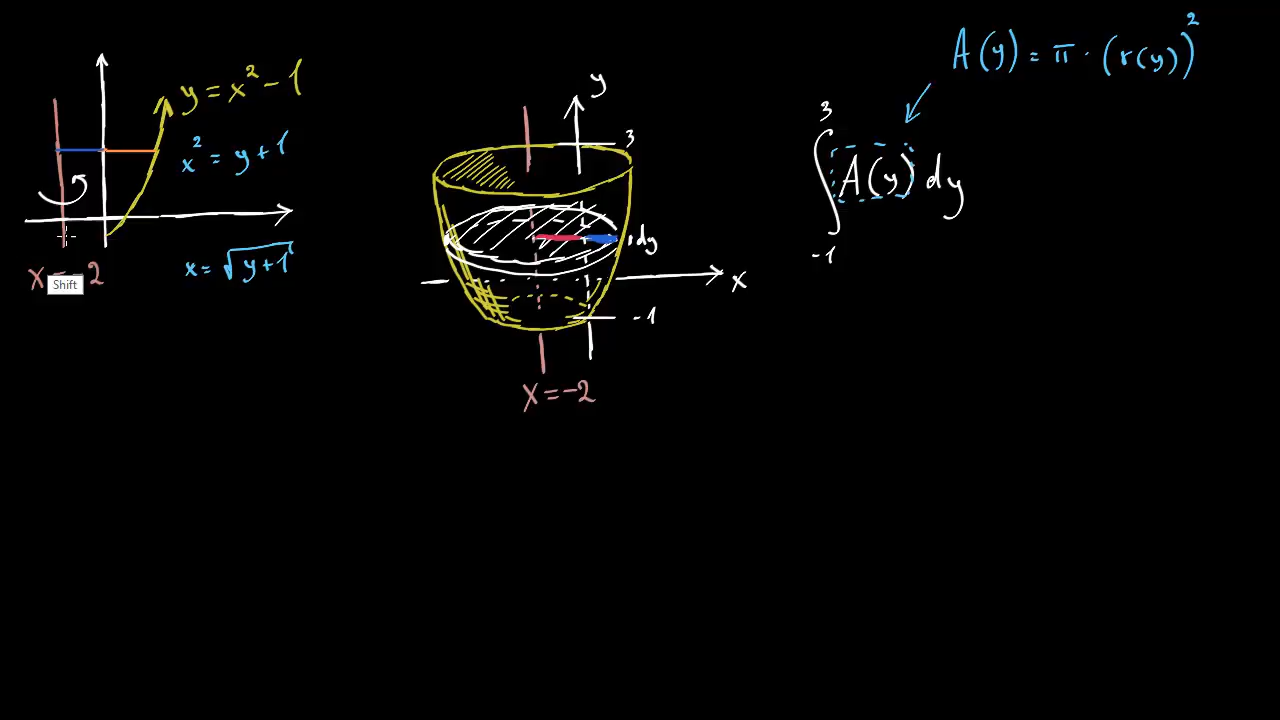 y = x² - 1
x² = y + 1
x = √(y + 1)
x = -2
Shift
y
3
dy
x
-1
x = -2
A(y) = π · (r(y))²
3
∫ A(y) dy
-1